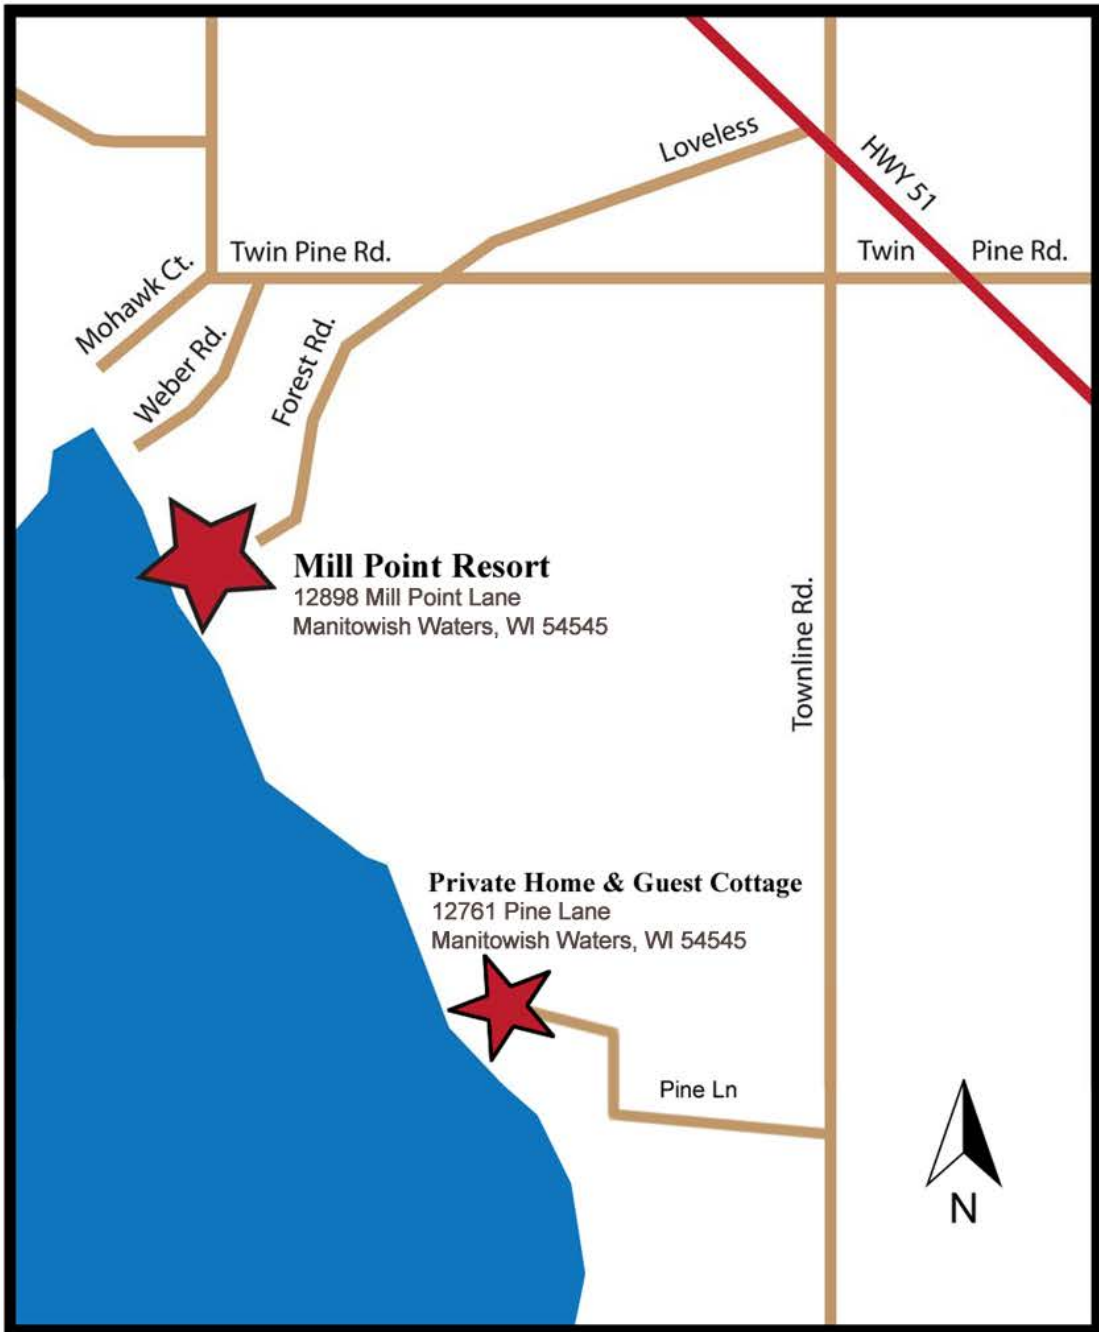 Loveless
HWY 51
Twin Pine Rd.
Twin Pine Rd.
Mohawk Ct.
Weber Rd.
Forest Rd.
Mill Point Resort
12898 Mill Point Lane
Manitowish Waters, WI 54545
Townline Rd.
Private Home & Guest Cottage
12761 Pine Lane
Manitowish Waters, WI 54545
Pine Ln
N